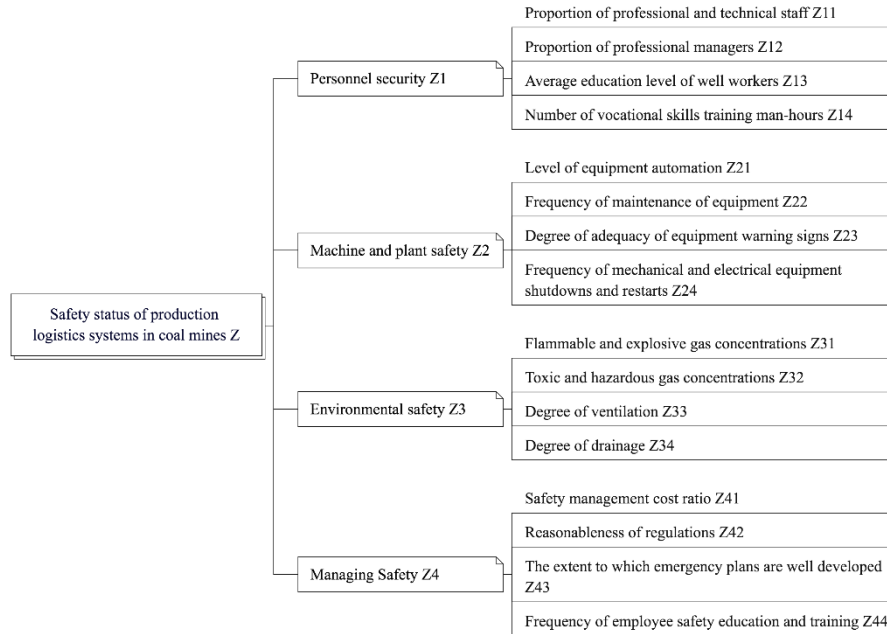 Safety status of production
logistics systems in coal mines Z
Personnel security Z1
Proportion of professional and technical staff Z11
Proportion of professional managers Z12
Average education level of well workers Z13
Number of vocational skills training man-hours Z14
Machine and plant safety Z2
Level of equipment automation Z21
Frequency of maintenance of equipment Z22
Degree of adequacy of equipment warning signs Z23
Frequency of mechanical and electrical equipment
shutdowns and restarts Z24
Environmental safety Z3
Flammable and explosive gas concentrations Z31
Toxic and hazardous gas concentrations Z32
Degree of ventilation Z33
Degree of drainage Z34
Managing Safety Z4
Safety management cost ratio Z41
Reasonableness of regulations Z42
The extent to which emergency plans are well developed
Z43
Frequency of employee safety education and training Z44